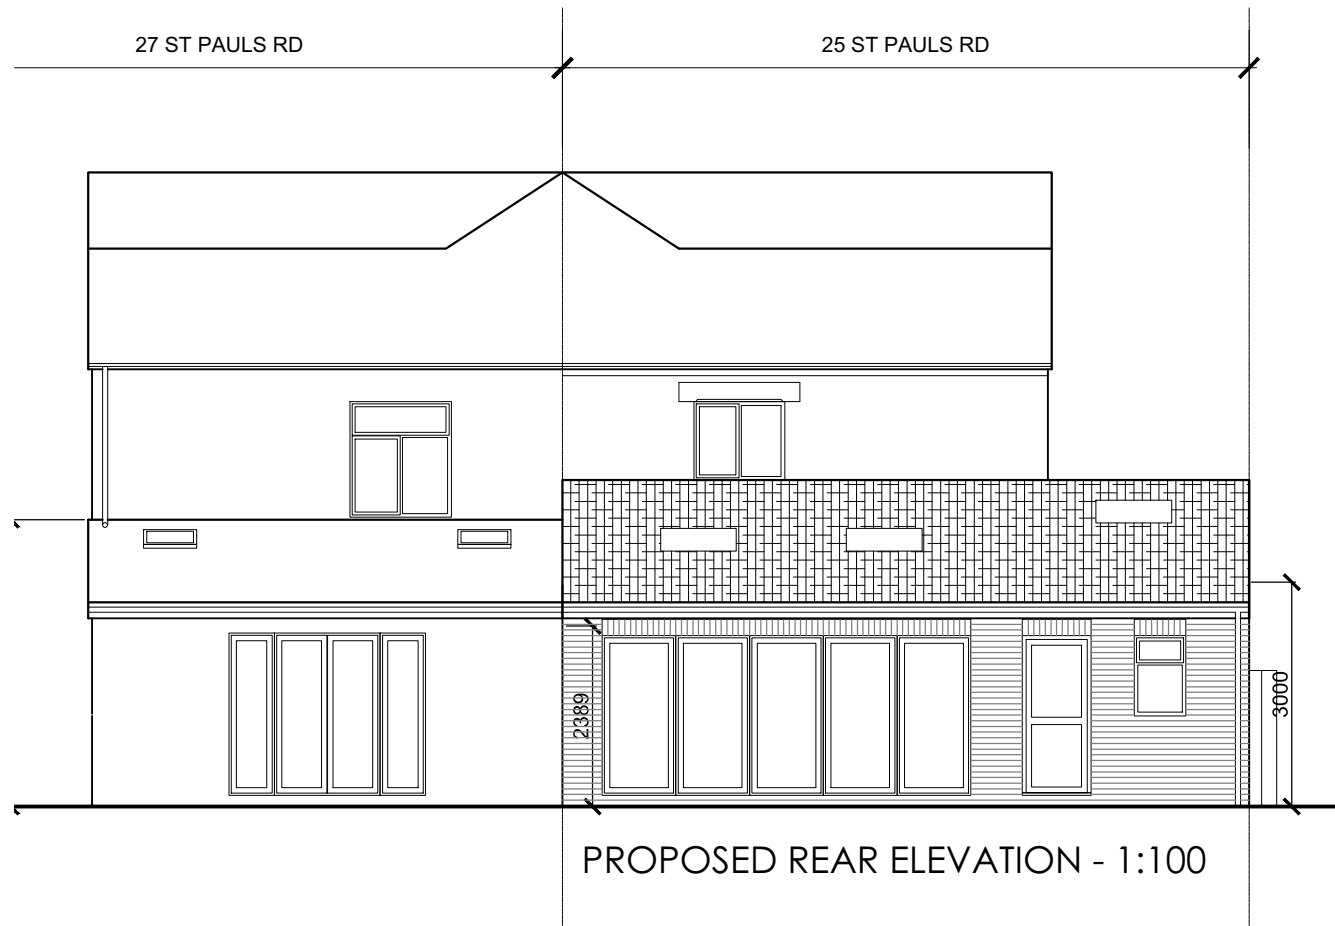 27 ST PAULS RD
25 ST PAULS RD
2389
3000
PROPOSED REAR ELEVATION - 1:100